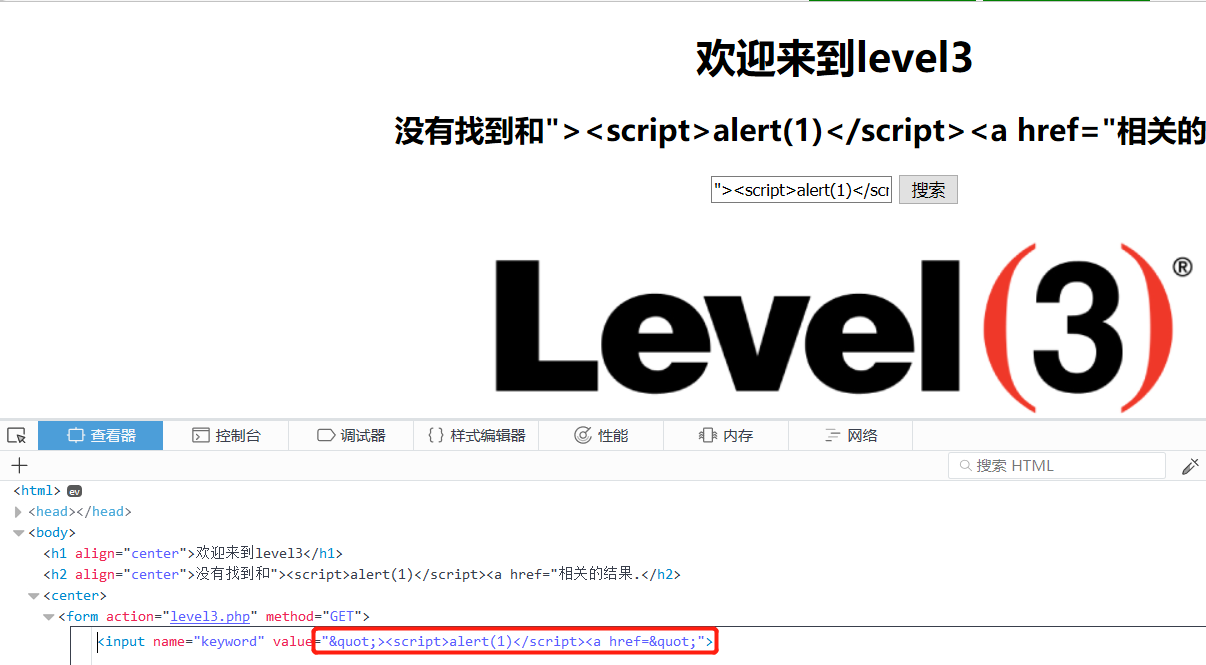 欢迎来到level3
没有找到和"><script>alert(1)</script><a href="相关的
"><script>alert(1)</scr 搜索
Level(3)®
查看器 控制台 调试器 {} 样式编辑器 性能 内存 网络
+ 搜索 HTML
<html> ev
<head></head>
<body>
<h1 align="center">欢迎来到level3</h1>
<h2 align="center">没有找到和"><script>alert(1)</script><a href="相关的结果.</h2>
<center>
<form action="level3.php" method="GET">
<input name="keyword" value="&quot;><script>alert(1)</script><a href=&quot;">